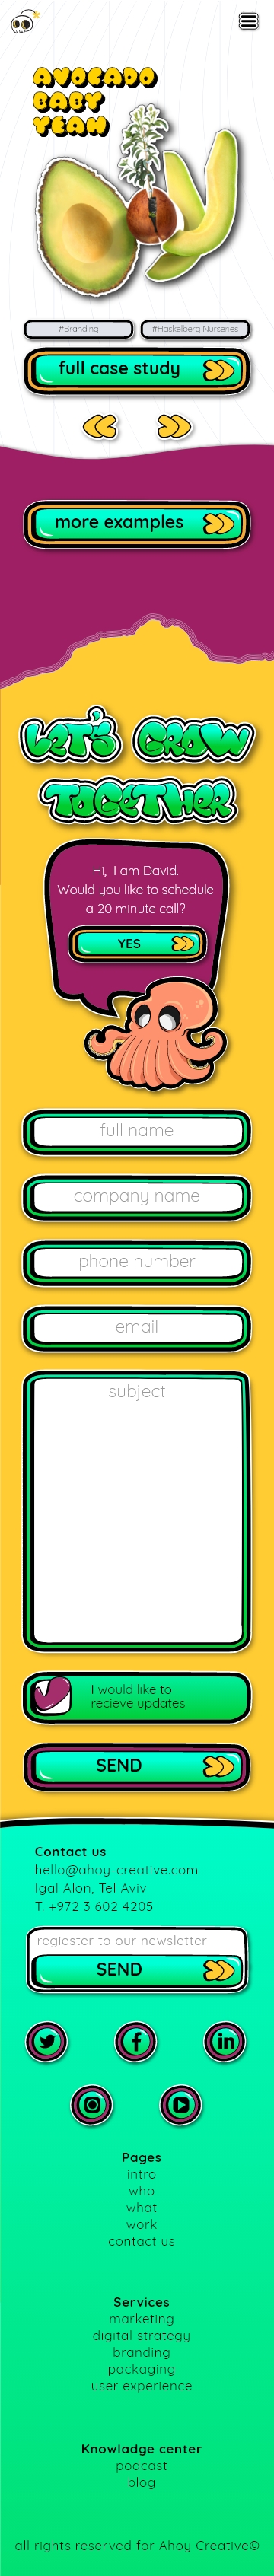 AVOCADO
BABY
YEAH
#Branding
#Haskelberg Nurseries
full case study
more examples
LET'S GROW
TOGETHER
Hi, I am David.
Would you like to schedule
a 20 minute call?
YES
full name
company name
phone number
email
subject
I would like to
recieve updates
SEND
Contact us
hello@ahoy-creative.com
Igal Alon, Tel Aviv
T. +972 3 602 4205
regiester to our newsletter
SEND
Pages
intro
who
what
work
contact us
Services
marketing
digital strategy
branding
packaging
user experience
Knowladge center
podcast
blog
all rights reserved for Ahoy Creative©